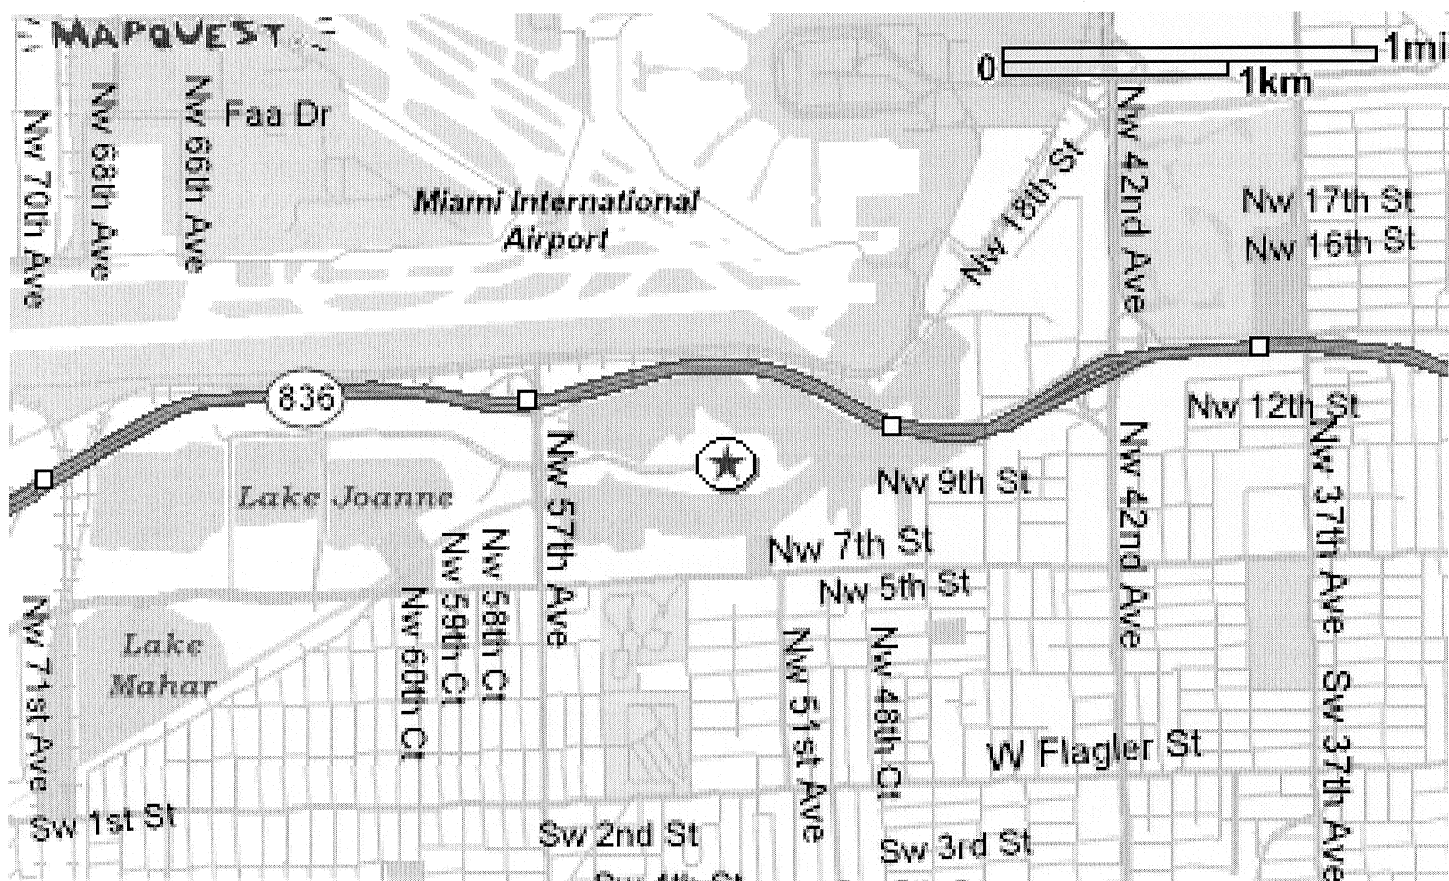 MAPQUEST
0
1mi
1km
Nw 70th Ave
Nw 68th Ave
Nw 66th Ave
Faa Dr
Miami International
Airport
Nw 18th St
Nw 42nd Ave
Nw 17th St
Nw 16th St
836
Nw 12th St
Lake Joanne
Nw 57th Ave
Nw 9th St
Nw 42nd Ave
Nw 37th Ave
Nw 7th St
Nw 5th St
Nw 58th Ct
Nw 59th Ct
Nw 60th Ct
Nw 71st Ave
Lake
Mahar
Nw 51st Ave
Nw 48th Ct
W Flagler St
Sw 37th Ave
Sw 1st St
Sw 2nd St
Sw 3rd St
Sw 4th St